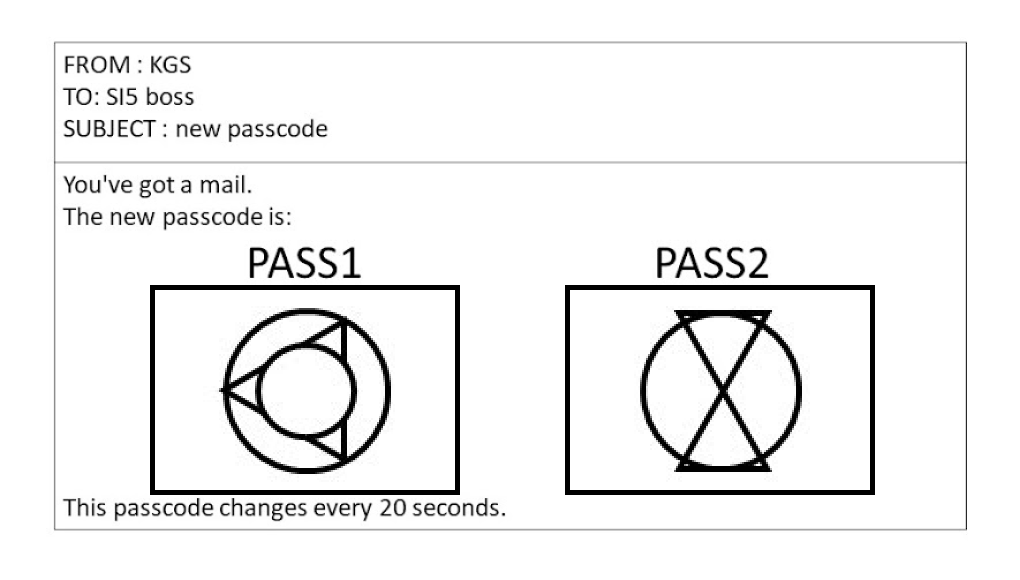 FROM : KGS
TO: SI5 boss
SUBJECT : new passcode
You've got a mail.
The new passcode is:
PASS1 PASS2
This passcode changes every 20 seconds.